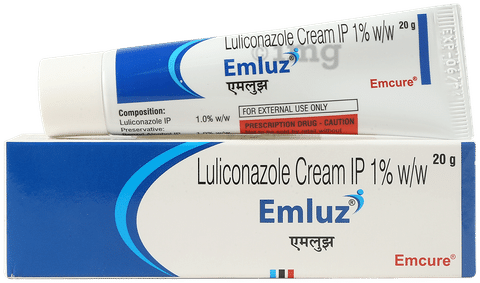 Luliconazole Cream IP 1% w/w 20 g
Emluz®
एमलुझ
Emcure®
Composition:
Luliconazole IP 1.0% w/w
Preservative:
FOR EXTERNAL USE ONLY
PRESCRIPTION DRUG - CAUTION
Luliconazole Cream IP 1% w/w 20 g
Emluz
एमलुझ
Emcure®